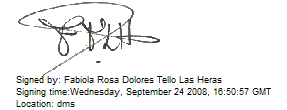 Signed by: Fabiola Rosa Dolores Tello Las Heras
Signing time:Wednesday, September 24 2008, 16:50:57 GMT
Location: dms